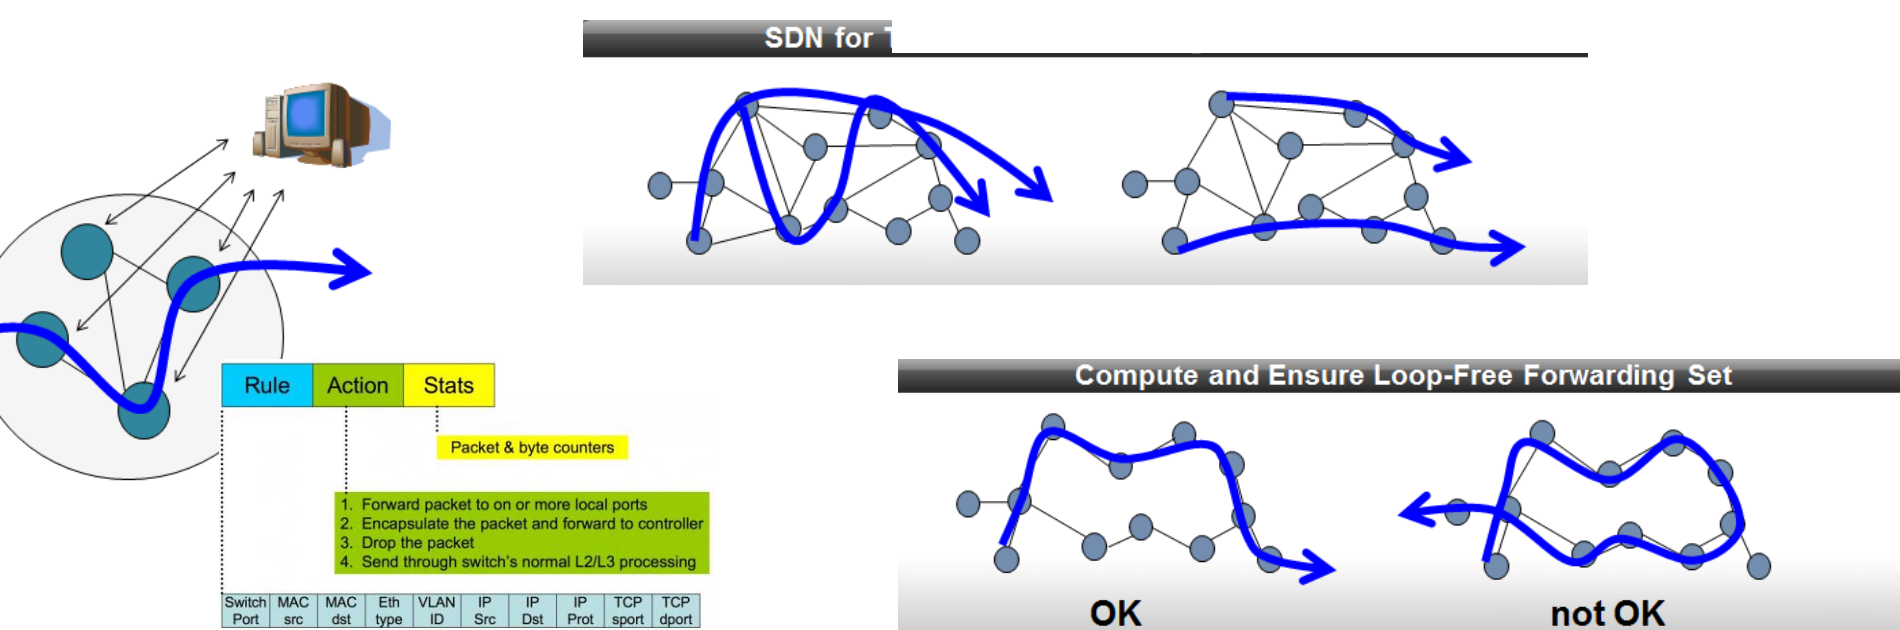 SDN for
Rule Action Stats
Packet & byte counters
1. Forward packet to on or more local ports
2. Encapsulate the packet and forward to controller
3. Drop the packet
4. Send through switch's normal L2/L3 processing
Switch Port
MAC src
MAC dst
Eth type
VLAN ID
IP Src
IP Dst
IP Prot
TCP sport
TCP dport
Compute and Ensure Loop-Free Forwarding Set
OK
not OK